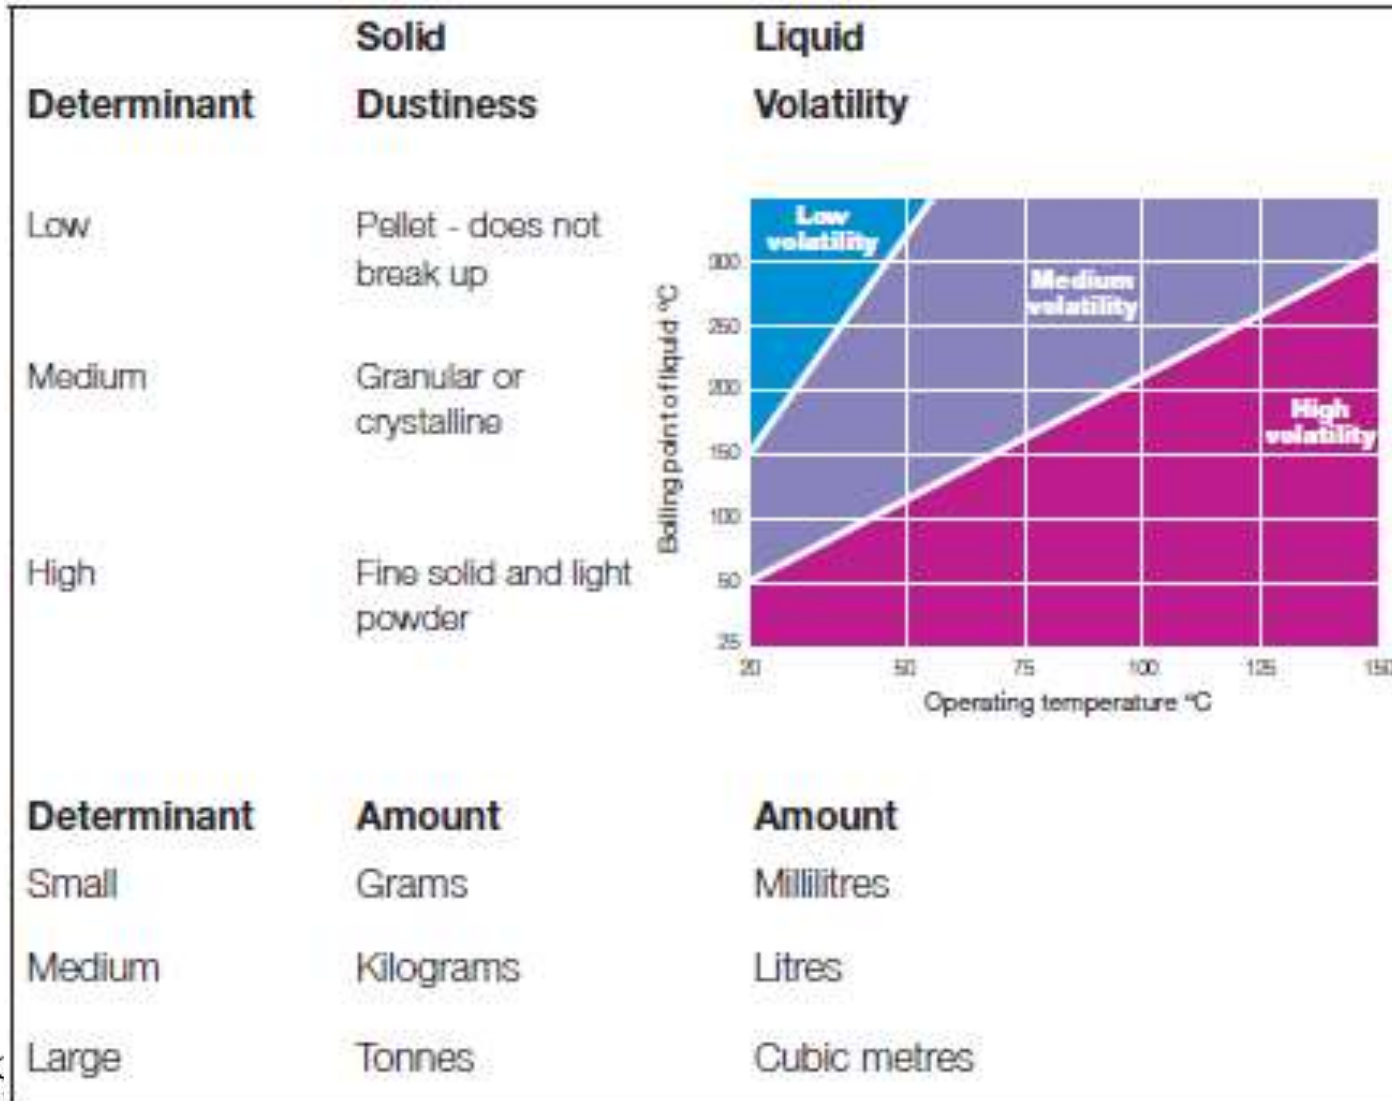 Solid Liquid
Determinant Dustiness Volatility
Low Pellet - does not
break up
Medium Granular or
crystalline
High Fine solid and light
powder
Boiling point of liquid ºC
300
250
200
150
100
50
25
Low
volatility
Medium
volatility
High
volatility
20 50 75 100 125 150
Operating temperature ºC
Determinant Amount Amount
Small Grams Millilitres
Medium Kilograms Litres
Large Tonnes Cubic metres